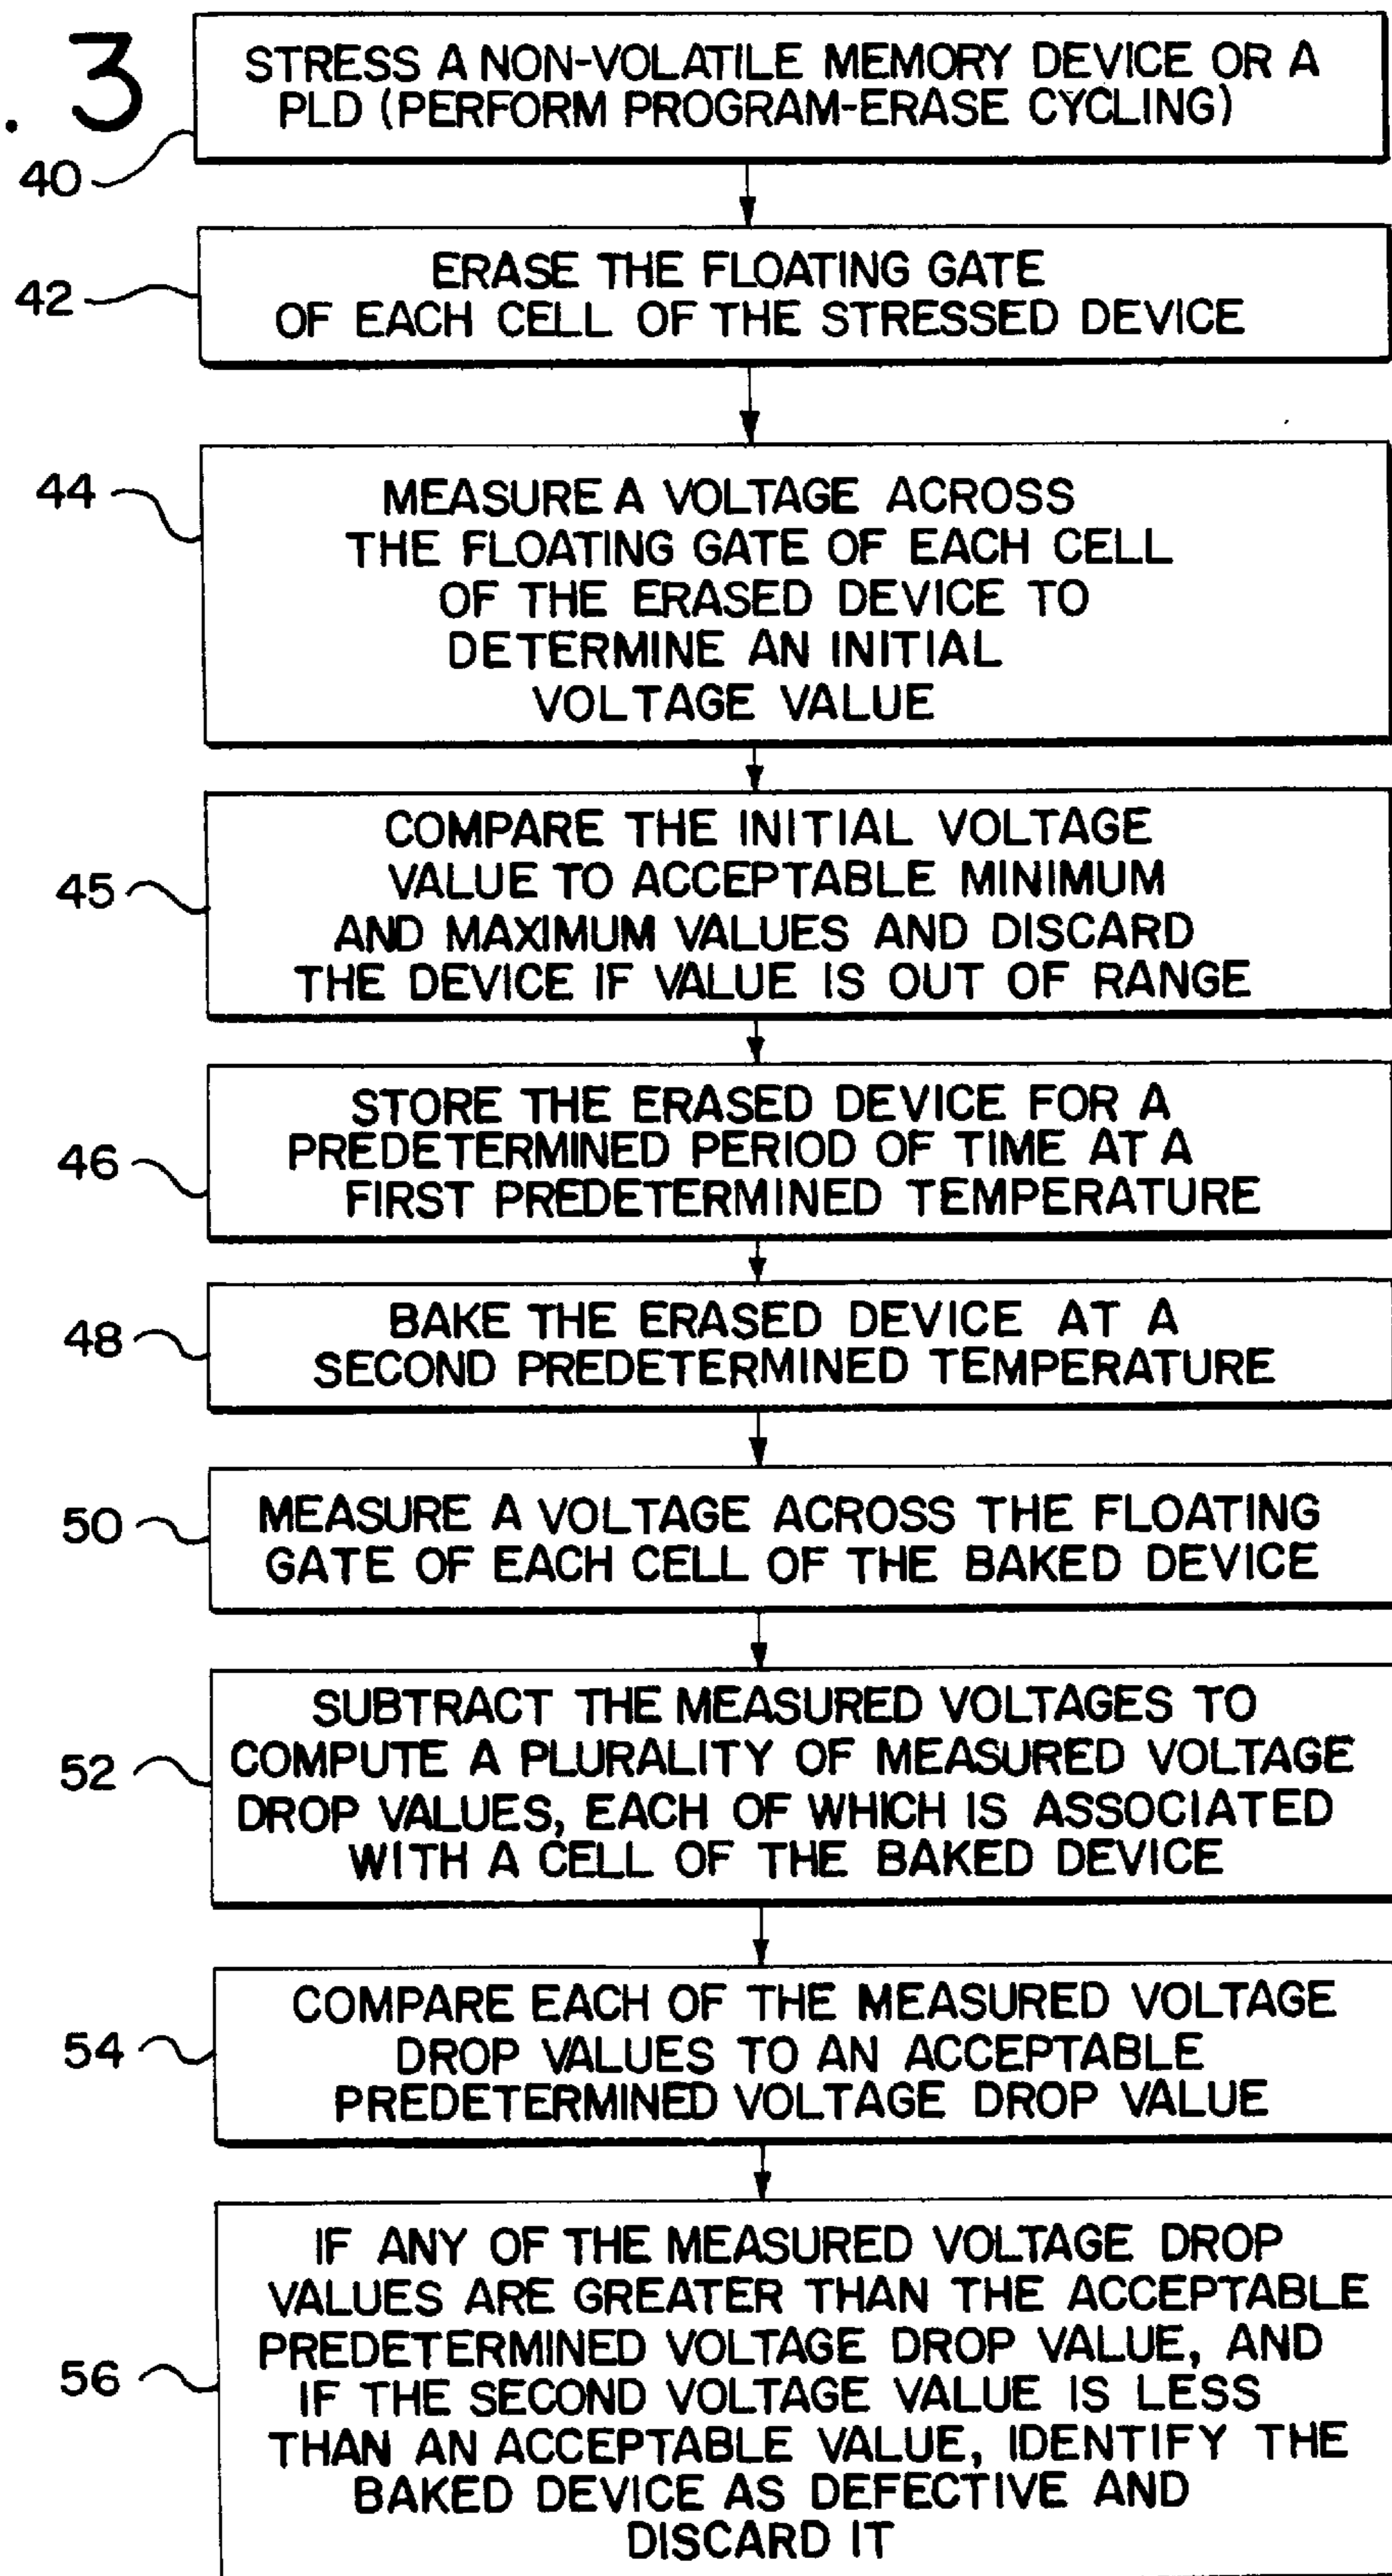 . 3
STRESS A NON-VOLATILE MEMORY DEVICE OR A
PLD (PERFORM PROGRAM-ERASE CYCLING)
40
ERASE THE FLOATING GATE
OF EACH CELL OF THE STRESSED DEVICE
42
MEASURE A VOLTAGE ACROSS
THE FLOATING GATE OF EACH CELL
OF THE ERASED DEVICE TO
DETERMINE AN INITIAL
VOLTAGE VALUE
44
COMPARE THE INITIAL VOLTAGE
VALUE TO ACCEPTABLE MINIMUM
AND MAXIMUM VALUES AND DISCARD
THE DEVICE IF VALUE IS OUT OF RANGE
45
STORE THE ERASED DEVICE FOR A
PREDETERMINED PERIOD OF TIME AT A
FIRST PREDETERMINED TEMPERATURE
46
BAKE THE ERASED DEVICE AT A
SECOND PREDETERMINED TEMPERATURE
48
MEASURE A VOLTAGE ACROSS THE FLOATING
GATE OF EACH CELL OF THE BAKED DEVICE
50
SUBTRACT THE MEASURED VOLTAGES TO
COMPUTE A PLURALITY OF MEASURED VOLTAGE
DROP VALUES, EACH OF WHICH IS ASSOCIATED
WITH A CELL OF THE BAKED DEVICE
52
COMPARE EACH OF THE MEASURED VOLTAGE
DROP VALUES TO AN ACCEPTABLE
PREDETERMINED VOLTAGE DROP VALUE
54
IF ANY OF THE MEASURED VOLTAGE DROP
VALUES ARE GREATER THAN THE ACCEPTABLE
PREDETERMINED VOLTAGE DROP VALUE, AND
IF THE SECOND VOLTAGE VALUE IS LESS
THAN AN ACCEPTABLE VALUE, IDENTIFY THE
BAKED DEVICE AS DEFECTIVE AND
DISCARD IT
56